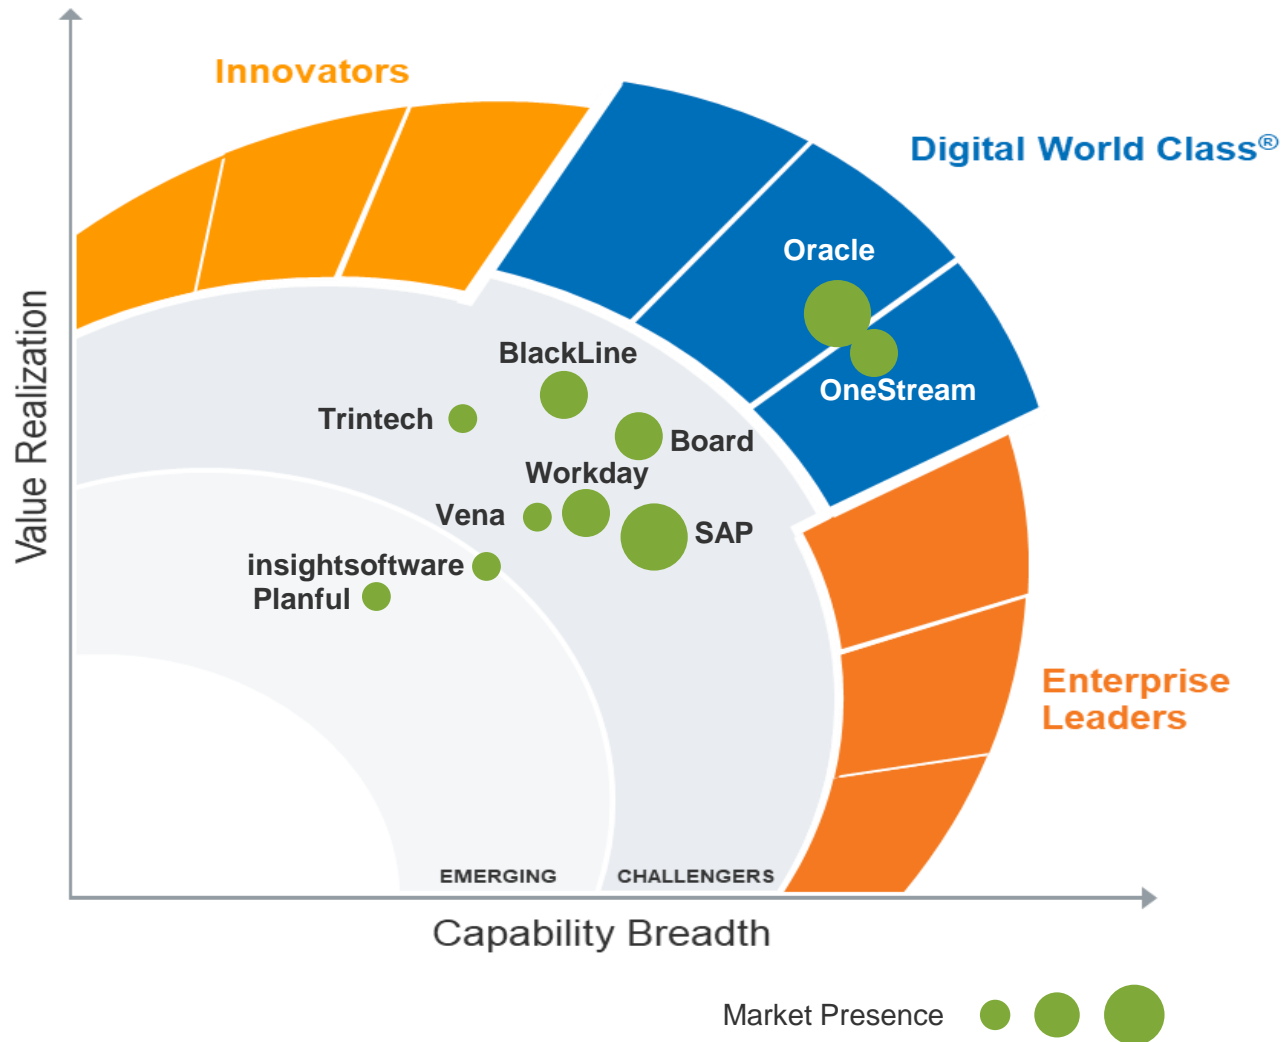 Innovators
Digital World Class®
Oracle
OneStream
BlackLine
Trintech
Board
Workday
Vena
SAP
insightsoftware
Planful
Enterprise
Leaders
Value Realization
EMERGING
CHALLENGERS
Capability Breadth
Market Presence